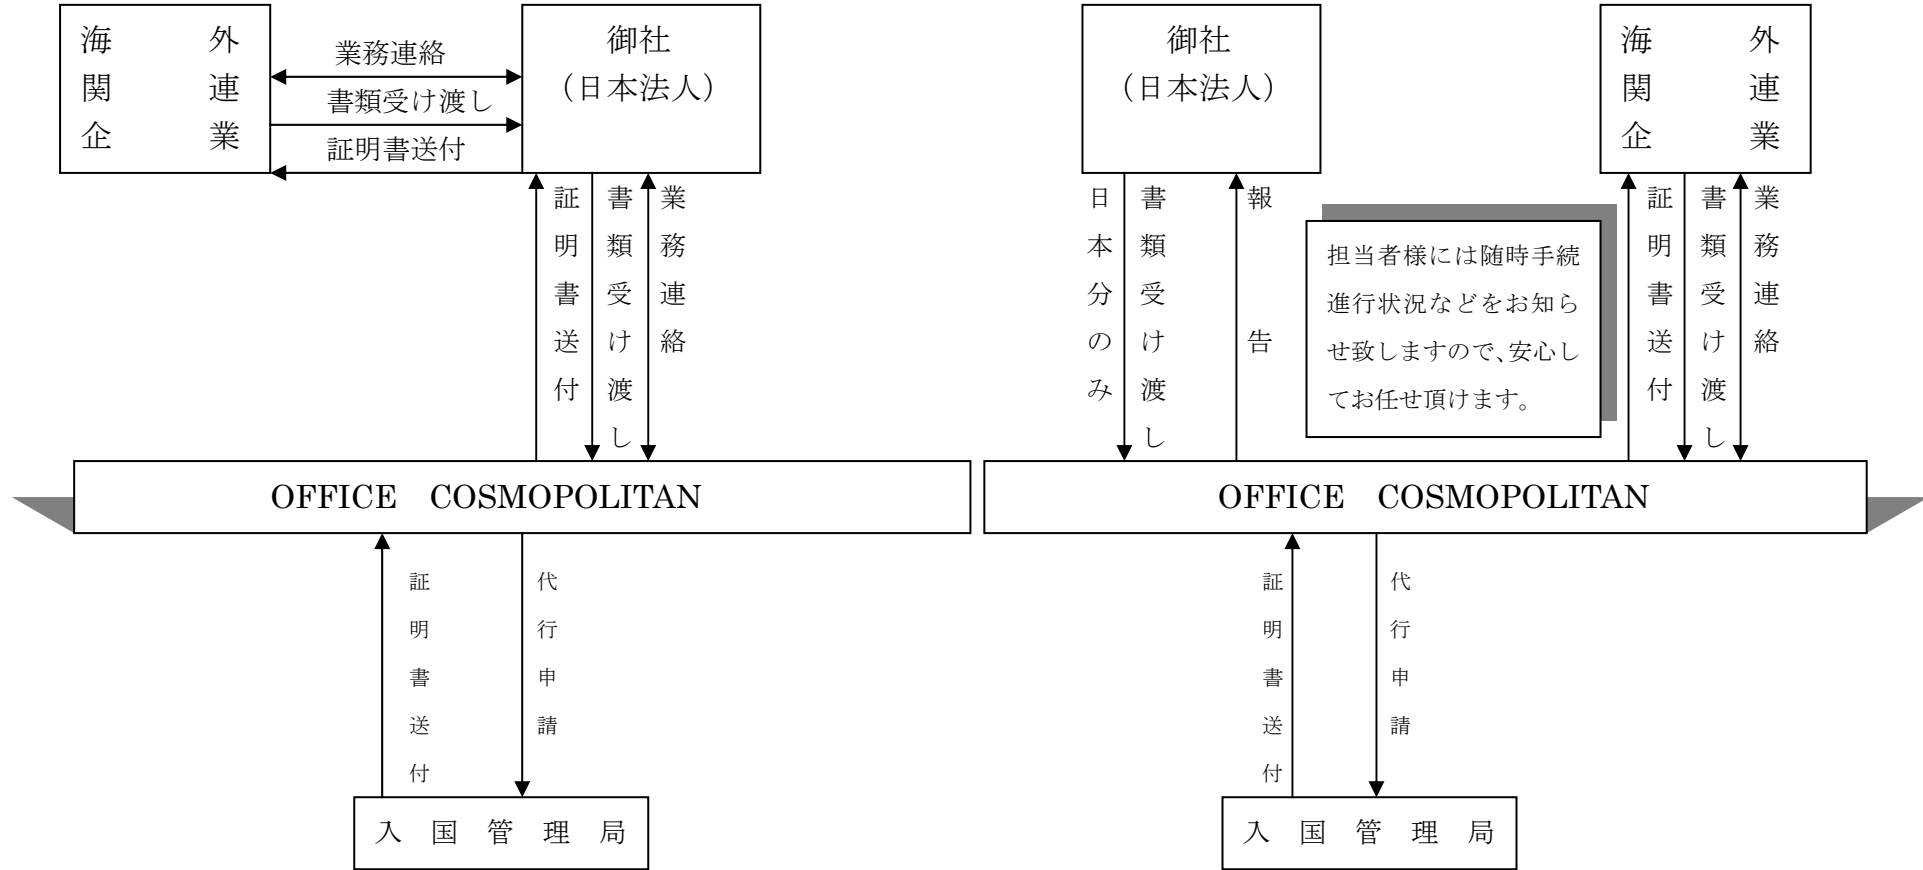 海外
関連
企業
業務連絡
書類受け渡し
証明書送付
御社
（日本法人）
証明書送付
書類受け渡し
業務連絡
OFFICE COSMOPOLITAN
証明書送付
代行申請
入国管理局
御社
（日本法人）
海外
関連
企業
日本分のみ
書類受け渡し
報告
担当者様には随時手続
進行状況などをお知ら
せ致しますので、安心し
てお任せ頂けます。
証明書送付
書類受け渡し
業務連絡
OFFICE COSMOPOLITAN
証明書送付
代行申請
入国管理局